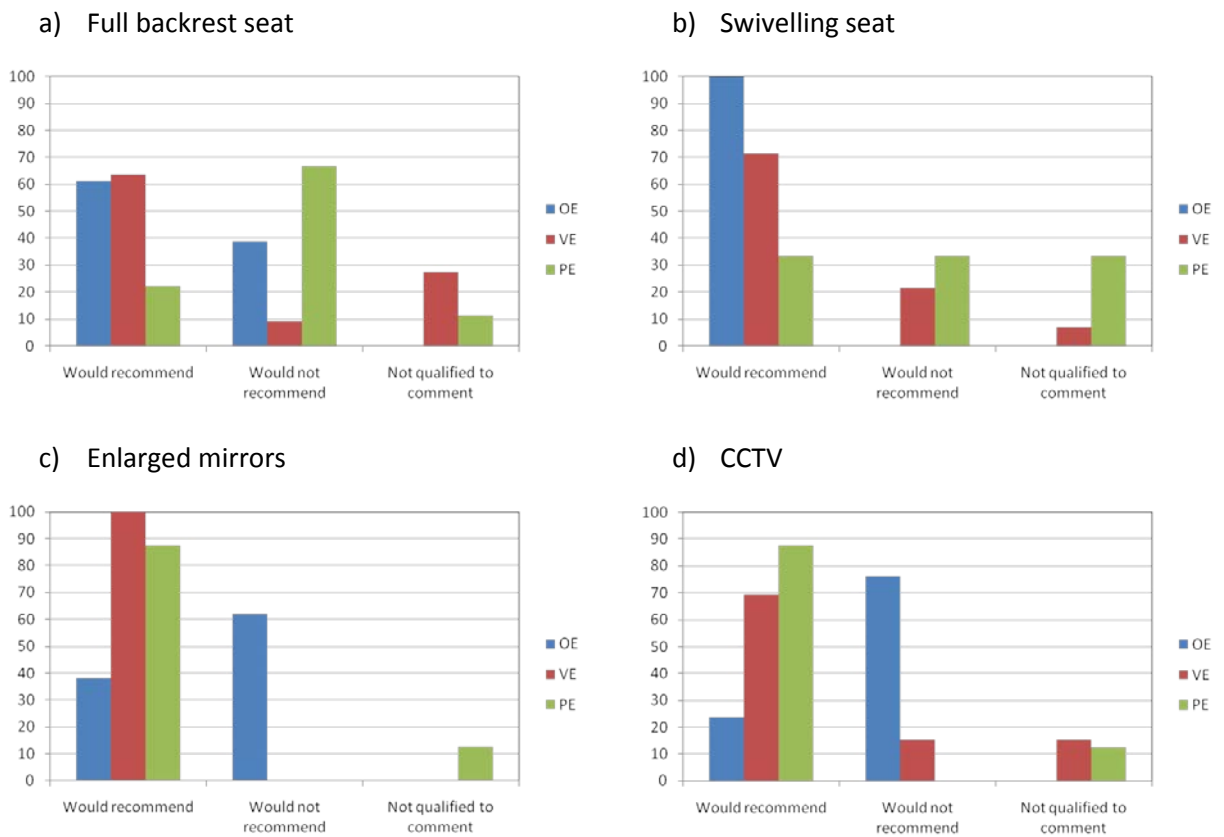 a) Full backrest seat
100
90
80
70
60
50
40
30
20
10
0
Would recommend
Would not
recommend
Not qualified to
comment
OE
VE
PE
b) Swivelling seat
100
90
80
70
60
50
40
30
20
10
0
Would recommend
Would not
recommend
Not qualified to
comment
OE
VE
PE
c) Enlarged mirrors
100
90
80
70
60
50
40
30
20
10
0
Would recommend
Would not
recommend
Not qualified to
comment
OE
VE
PE
d) CCTV
100
90
80
70
60
50
40
30
20
10
0
Would recommend
Would not
recommend
Not qualified to
comment
OE
VE
PE